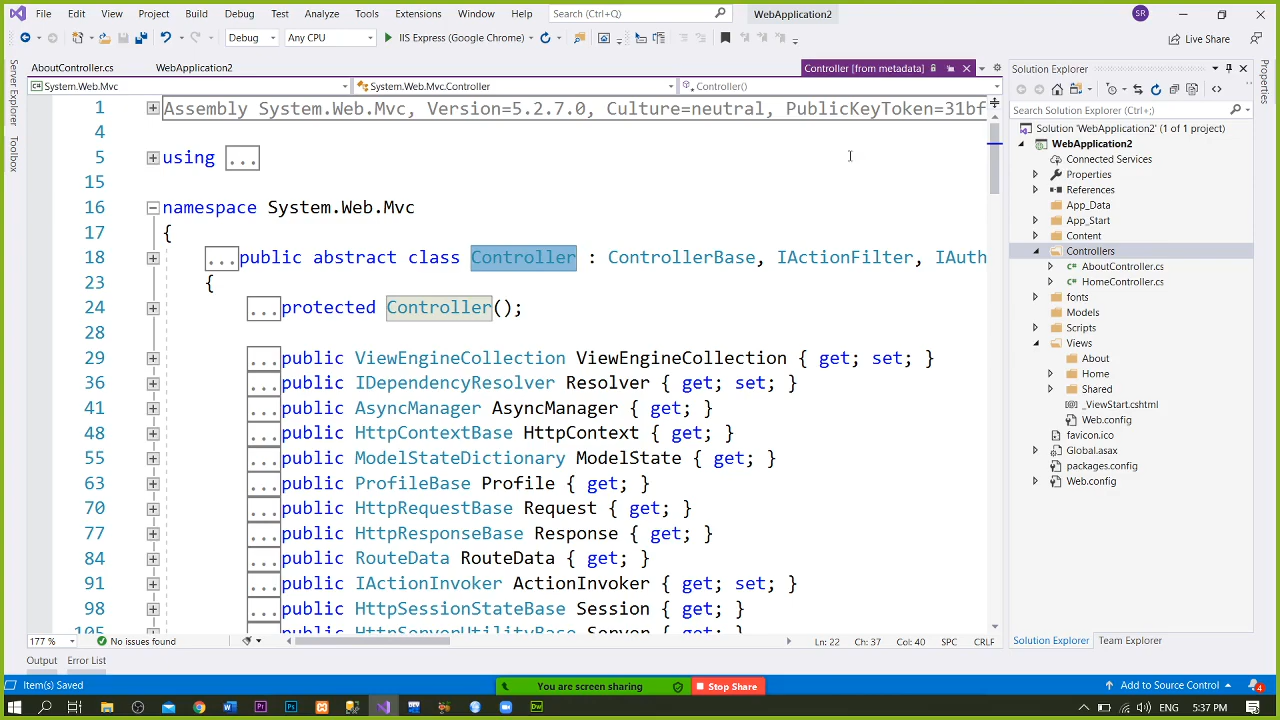 File Edit View Project Build Debug Test Analyze Tools Extensions Window Help Search (Ctrl+Q) WebApplication2 SR
Debug Any CPU IIS Express (Google Chrome) Live Share
AboutController.cs WebApplication2 Controller [from metadata]
System.Web.Mvc System.Web.Mvc.Controller Controller()
Server Explorer
Toolbox
1 Assembly System.Web.Mvc, Version=5.2.7.0, Culture=neutral, PublicKeyToken=31bf
4
5 using ...
15
16 namespace System.Web.Mvc
17 {
18 ...public abstract class Controller : ControllerBase, IActionFilter, IAuth
23 {
24 ...protected Controller();
28
29 ...public ViewEngineCollection ViewEngineCollection { get; set; }
36 ...public IDependencyResolver Resolver { get; set; }
41 ...public AsyncManager AsyncManager { get; }
48 ...public HttpContextBase HttpContext { get; }
55 ...public ModelStateDictionary ModelState { get; }
63 ...public ProfileBase Profile { get; }
70 ...public HttpRequestBase Request { get; }
77 ...public HttpResponseBase Response { get; }
84 ...public RouteData RouteData { get; }
91 ...public IActionInvoker ActionInvoker { get; set; }
98 ...public HttpSessionStateBase Session { get; }
105 ...public HttpServerUtilityBase Server { get; }
177 % No issues found Ln: 22 Ch: 37 Col: 40 SPC CRLF
Output Error List
Solution Explorer
Search Solution Explorer (Ctrl+;)
Solution 'WebApplication2' (1 of 1 project)
WebApplication2
Connected Services
Properties
References
App_Data
App_Start
Content
Controllers
AboutController.cs
HomeController.cs
fonts
Models
Scripts
Views
About
Home
Shared
_ViewStart.cshtml
Web.config
favicon.ico
Global.asax
packages.config
Web.config
Solution Explorer Team Explorer
Properties
Item(s) Saved You are screen sharing Stop Share Add to Source Control 4
ENG 5:37 PM